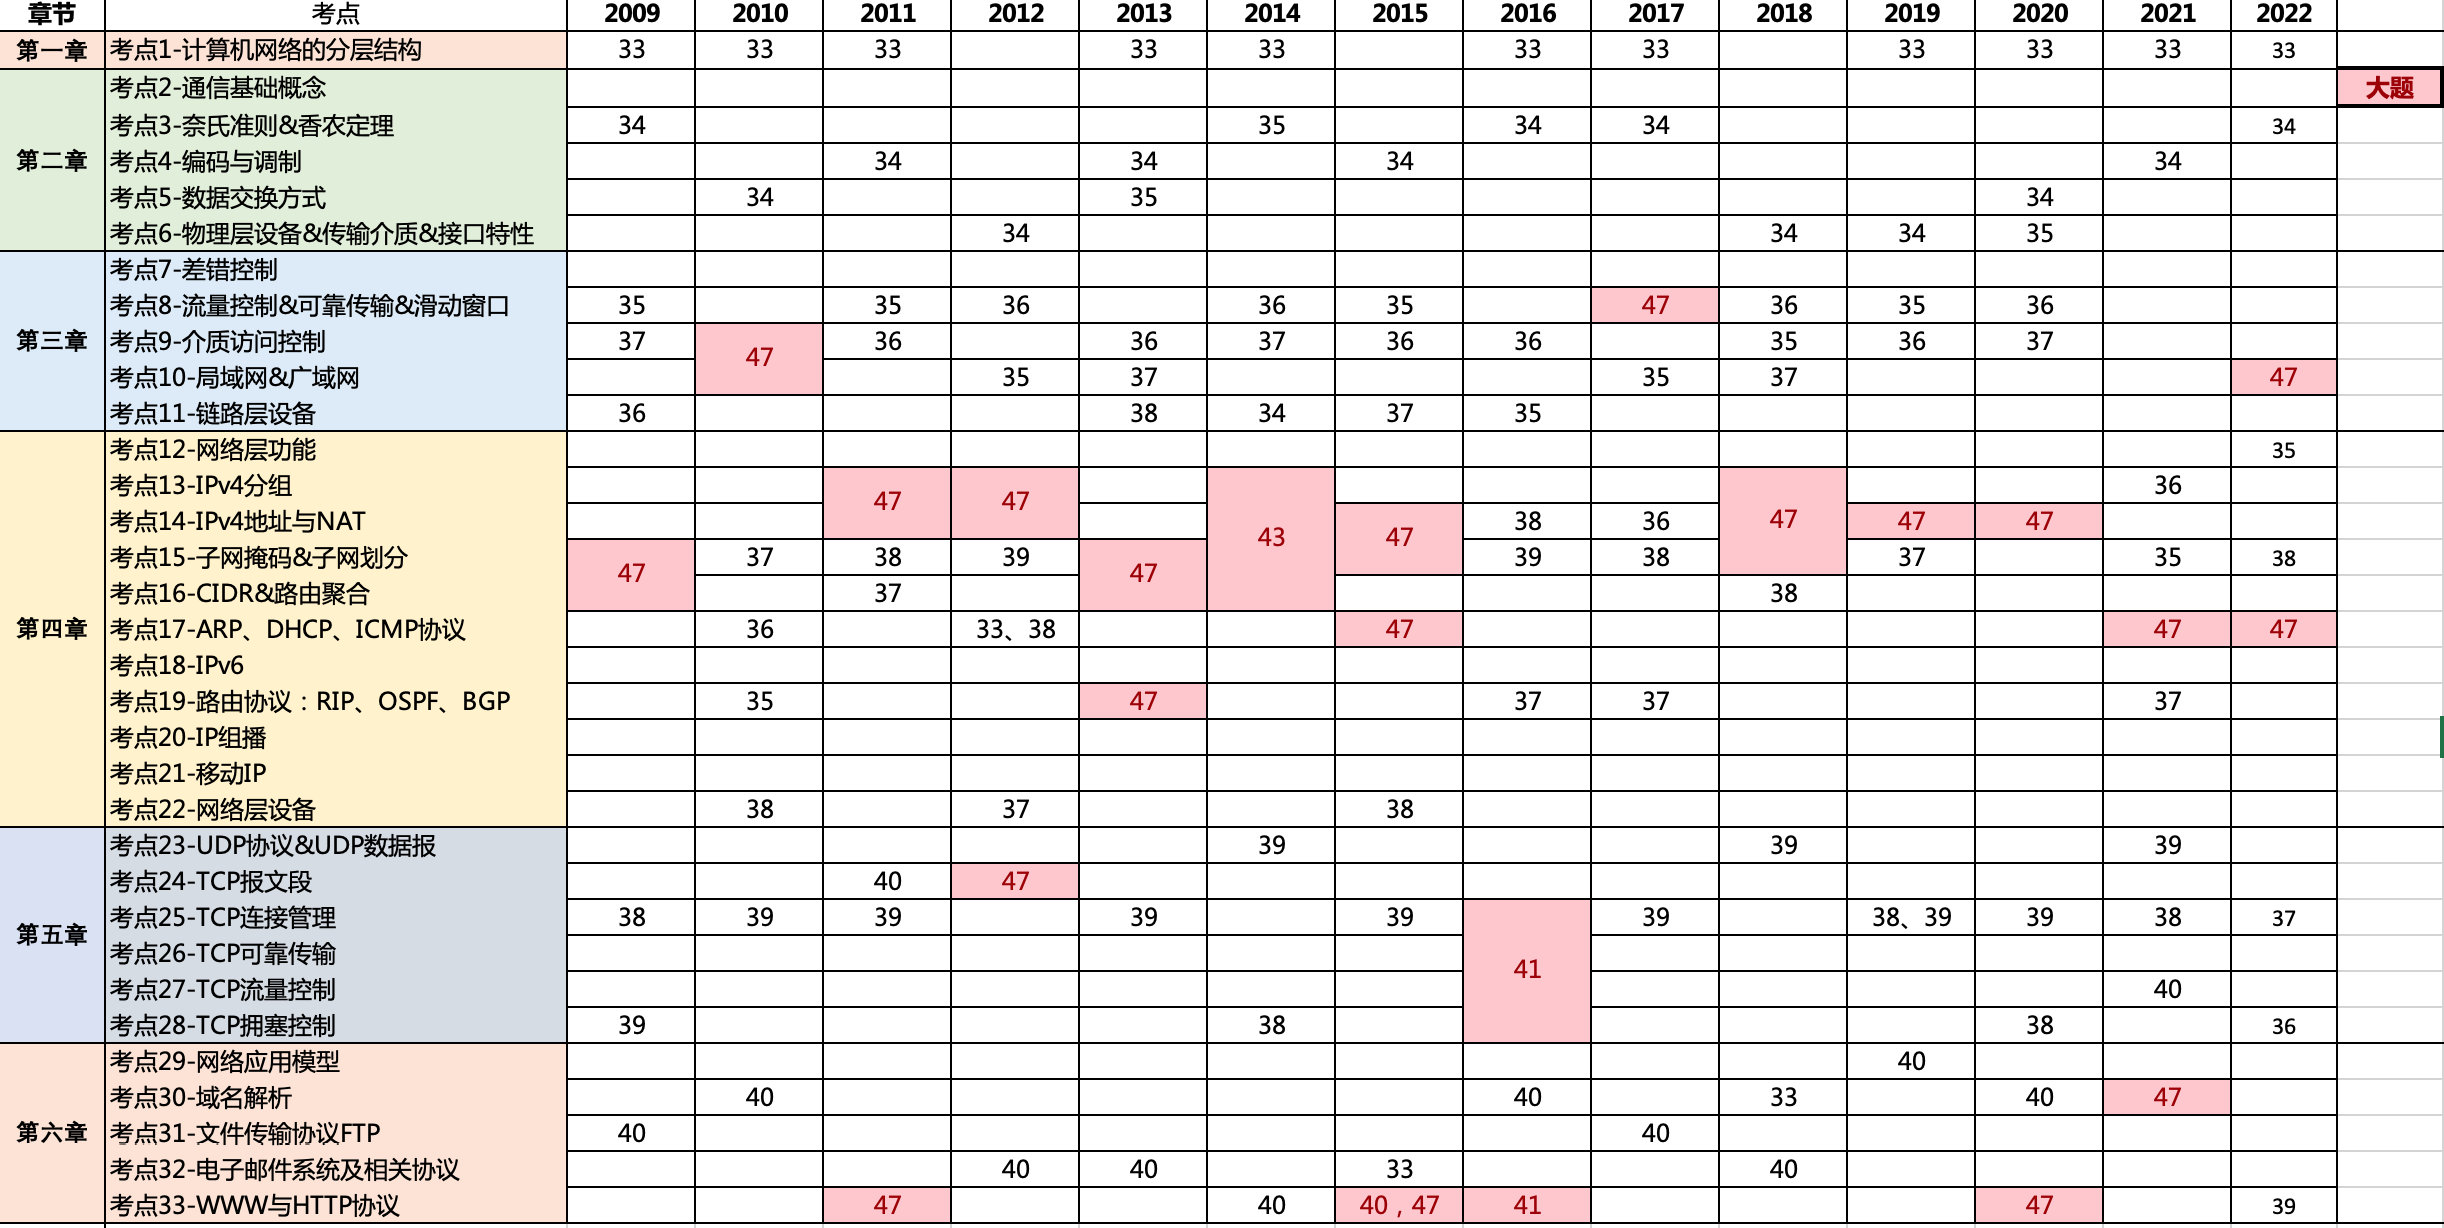 章节 考点 2009 2010 2011 2012 2013 2014 2015 2016 2017 2018 2019 2020 2021 2022
第一章 考点1-计算机网络的分层结构 33 33 33 33 33 33 33 33 33 33 33
考点2-通信基础概念 大题
考点3-奈氏准则&香农定理 34 35 34 34 34
第二章 考点4-编码与调制 34 34 34 34
考点5-数据交换方式 34 35 34
考点6-物理层设备&传输介质&接口特性 34 34 34 35
考点7-差错控制
考点8-流量控制&可靠传输&滑动窗口 35 35 36 36 35 47 36 35 36
第三章 考点9-介质访问控制 37 47 36 36 37 36 36 35 36 37
考点10-局域网&广域网 35 37 35 37 47
考点11-链路层设备 36 38 34 37 35
考点12-网络层功能 35
考点13-IPv4分组 47 47 36
考点14-IPv4地址与NAT 43 47 38 36 47 47 47
考点15-子网掩码&子网划分 47 37 38 39 47 39 38 37 35 38
考点16-CIDR&路由聚合 37 38
第四章 考点17-ARP、DHCP、ICMP协议 36 33、38 47 47 47
考点18-IPv6
考点19-路由协议：RIP、OSPF、BGP 35 47 37 37 37
考点20-IP组播
考点21-移动IP
考点22-网络层设备 38 37 38
考点23-UDP协议&UDP数据报 39 39 39
考点24-TCP报文段 40 47
第五章 考点25-TCP连接管理 38 39 39 39 39 39 38、39 39 38 37
考点26-TCP可靠传输 41
考点27-TCP流量控制 40
考点28-TCP拥塞控制 39 38 38 36
考点29-网络应用模型 40
考点30-域名解析 40 40 33 40 47
第六章 考点31-文件传输协议FTP 40 40
考点32-电子邮件系统及相关协议 40 40 33 40
考点33-WWW与HTTP协议 47 40 40，47 41 47 39